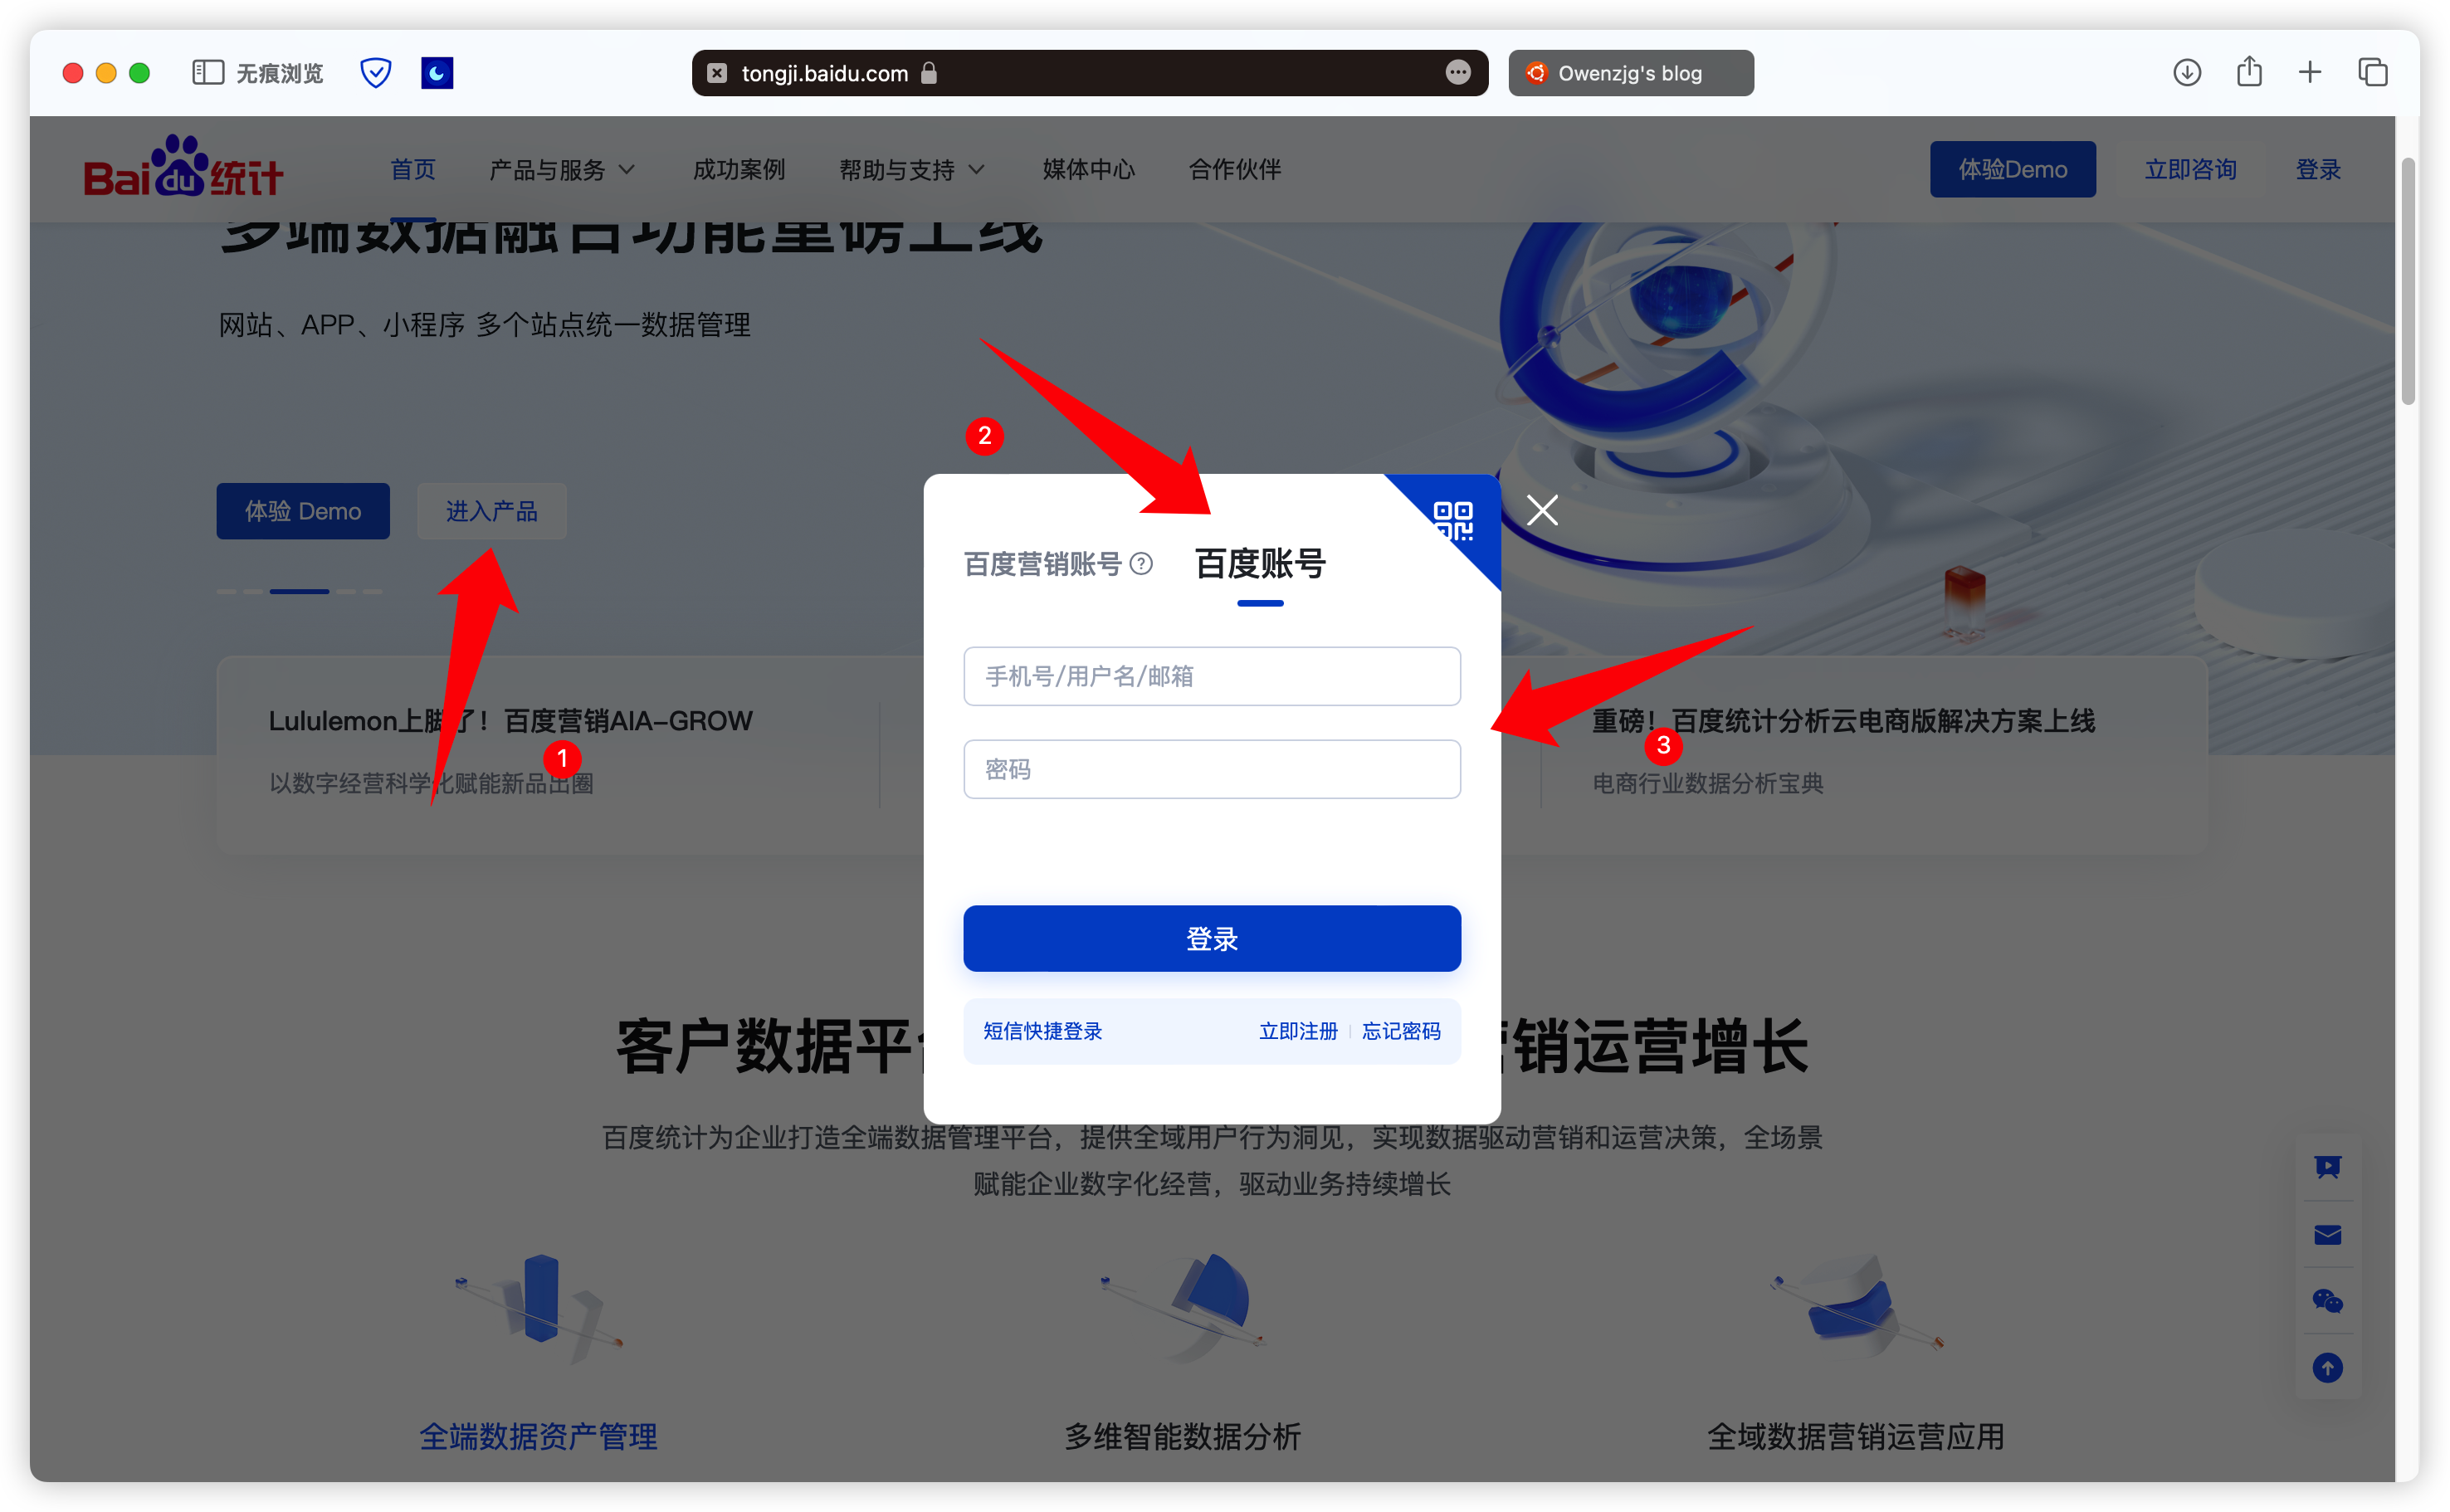 无痕浏览
tongji.baidu.com
Owenzjg's blog
Bai du 统计
首页
产品与服务
成功案例
帮助与支持
媒体中心
合作伙伴
体验Demo
立即咨询
登录
多端数据融合功能重磅上线
网站、APP、小程序 多个站点统一数据管理
体验 Demo
进入产品
2
百度营销账号 ?
百度账号
手机号/用户名/邮箱
密码
登录
短信快捷登录
立即注册
忘记密码
Lululemon上脚了！百度营销AIA-GROW
1
以数字经营科学化赋能新品出圈
重磅！百度统计分析云电商版解决方案上线
3
电商行业数据分析宝典
客户数据平
营销运营增长
百度统计为企业打造全端数据管理平台，提供全域用户行为洞见，实现数据驱动营销和运营决策，全场景
赋能企业数字化经营，驱动业务持续增长
全端数据资产管理
多维智能数据分析
全域数据营销运营应用